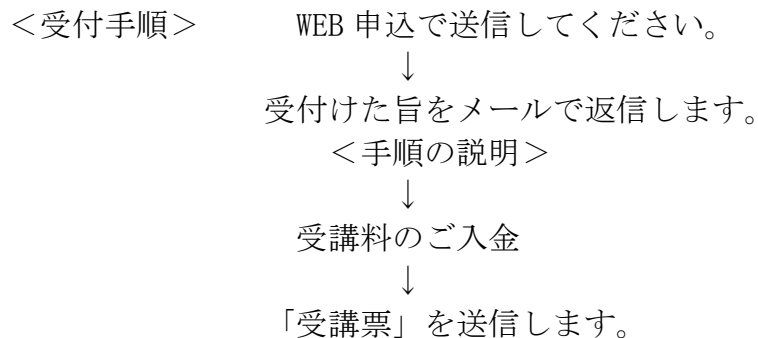 ＜受付手順＞　　WEB 申込で送信してください。
↓
受付けた旨をメールで返信します。
＜手順の説明＞
↓
受講料のご入金
↓
「受講票」を送信します。